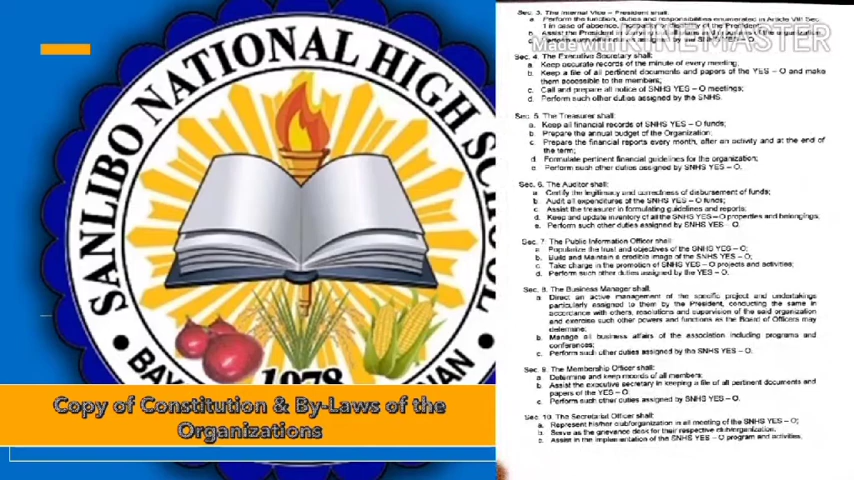 SANLIBO NATIONAL HIGH SCHOOL
BAY
1978
Copy of Constitution & By-Laws of the
Organizations
Made with KINEMASTER
Sec. 3. The Internal Vice – President shall:
a. Perform the function, duties and responsibilities enumerated in Article VIII Sec.
1 in case of absence, of the President
b. Assist the President of the organization
Sec. 4. The Executive Secretary shall:
a. Keep accurate records of the minute of every meeting;
b. Keep a file of all pertinent documents and papers of the YES – O and make
them accessible to the members;
c. Call and prepare all notice of SNHS YES – O meetings;
d. Perform such other duties assigned by the SNHS.
Sec. 5. The Treasurer shall:
a. Keep all financial records of SNHS YES – O funds;
b. Prepare the annual budget of the Organization;
c. Prepare the financial reports every month, after an activity and at the end of
the term;
d. Formulate pertinent financial guidelines for the organization;
e. Perform such other duties assigned by SNHS YES – O.
Sec. 6. The Auditor shall:
a. Certify the legitimacy and correctness of disbursement of funds;
b. Audit all expenditures of the SNHS YES – O funds;
c. Assist the treasurer in formulating guidelines and reports;
d. Keep and update inventory of all the SNHS YES – O properties and belongings;
e. Perform such other duties assigned by SNHS YES – O.
Sec. 7. The Public Information Officer shall:
a. Popularize the trust and objectives of the SNHS YES – O;
b. Build and Maintain a credible image of the SNHS YES – O;
c. Take charge in the promotion of SNHS YES – O projects and activities;
d. Perform such other duties assigned by the YES – O.
Sec. 8. The Business Manager shall:
a. Direct an active management of the specific project and undertakings
particularly assigned to them by the President, conducting the same in
accordance with others, resolutions and supervision of the said organization
and exercise such other powers and functions as the Board of Officers may
determine;
b. Manage all business affairs of the association including programs and
conferences;
c. Perform such other duties assigned by the SNHS YES – O.
Sec. 9. The Membership Officer shall:
a. Determine and keep records of all members;
b. Assist the executive secretary in keeping a file of all pertinent documents and
papers of the YES – O.
c. Perform such other duties assigned by SNHS YES – O.
Sec. 10. The Secretariat Officer shall:
a. Represent his/her club/organization in all meeting of the SNHS YES – O;
b. Serve as the grievance desk for their respective club/organization.
c. Assist in the implementation of the SNHS YES – O program and activities,